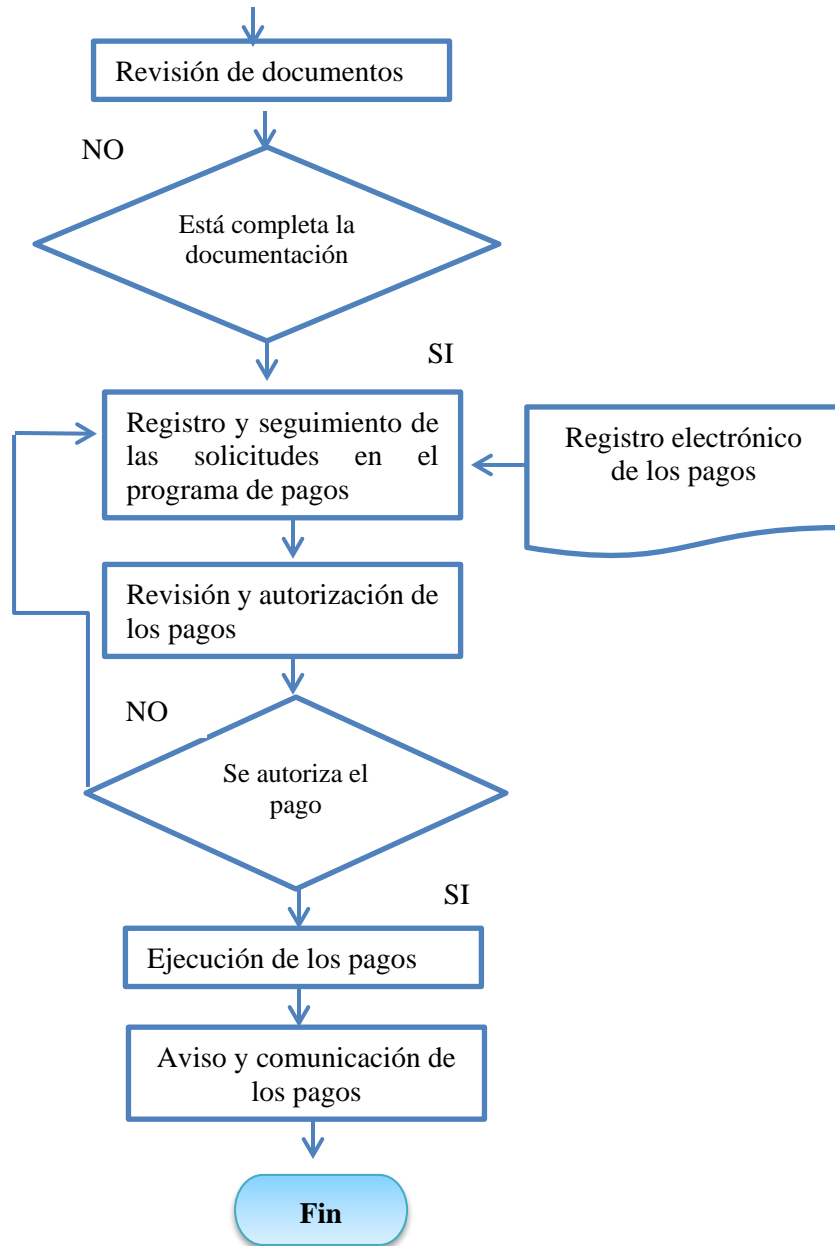 Revisión de documentos
NO
Está completa la
documentación
SI
Registro y seguimiento de
las solicitudes en el
programa de pagos
Registro electrónico
de los pagos
Revisión y autorización de
los pagos
NO
Se autoriza el
pago
SI
Ejecución de los pagos
Aviso y comunicación de
los pagos
Fin